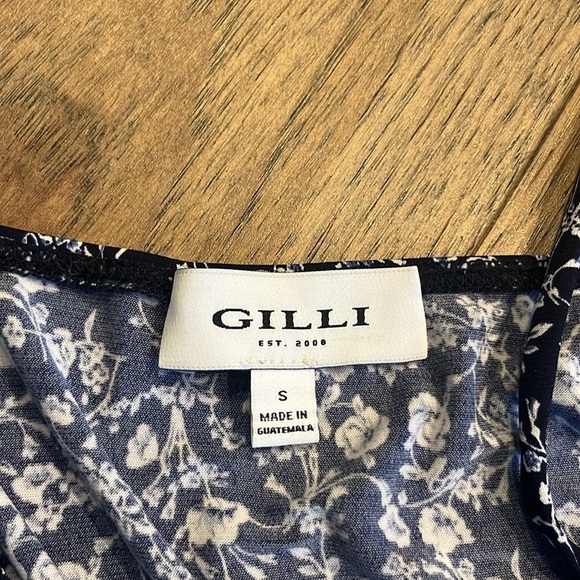 GILLI
EST. 2008
S
MADE IN
GUATEMALA